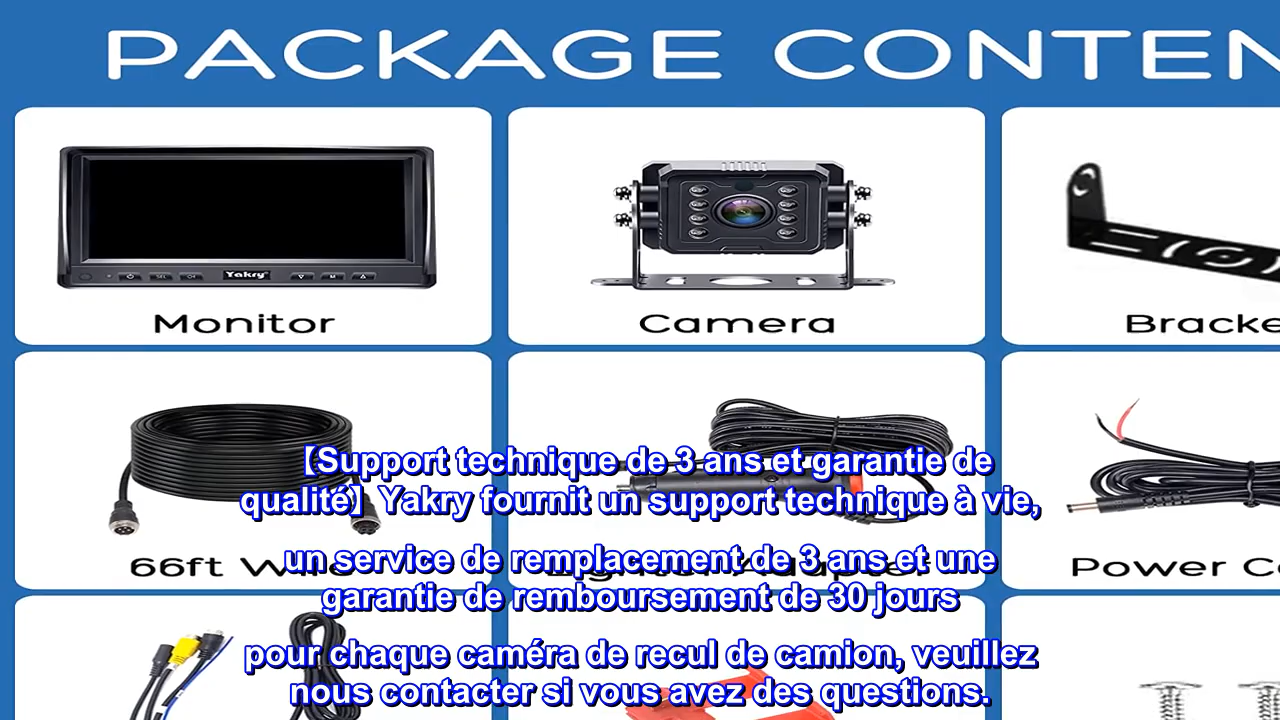 PACKAGE CONTEN
SEL
Yakry
M
Monitor
Camera
Bracke
【Support technique de 3 ans et garantie de
qualité】Yakry fournit un support technique à vie,
66ft
Power C
un service de remplacement de 3 ans et une
garantie de remboursement de 30 jours
pour chaque caméra de recul de camion, veuillez
nous contacter si vous avez des questions.